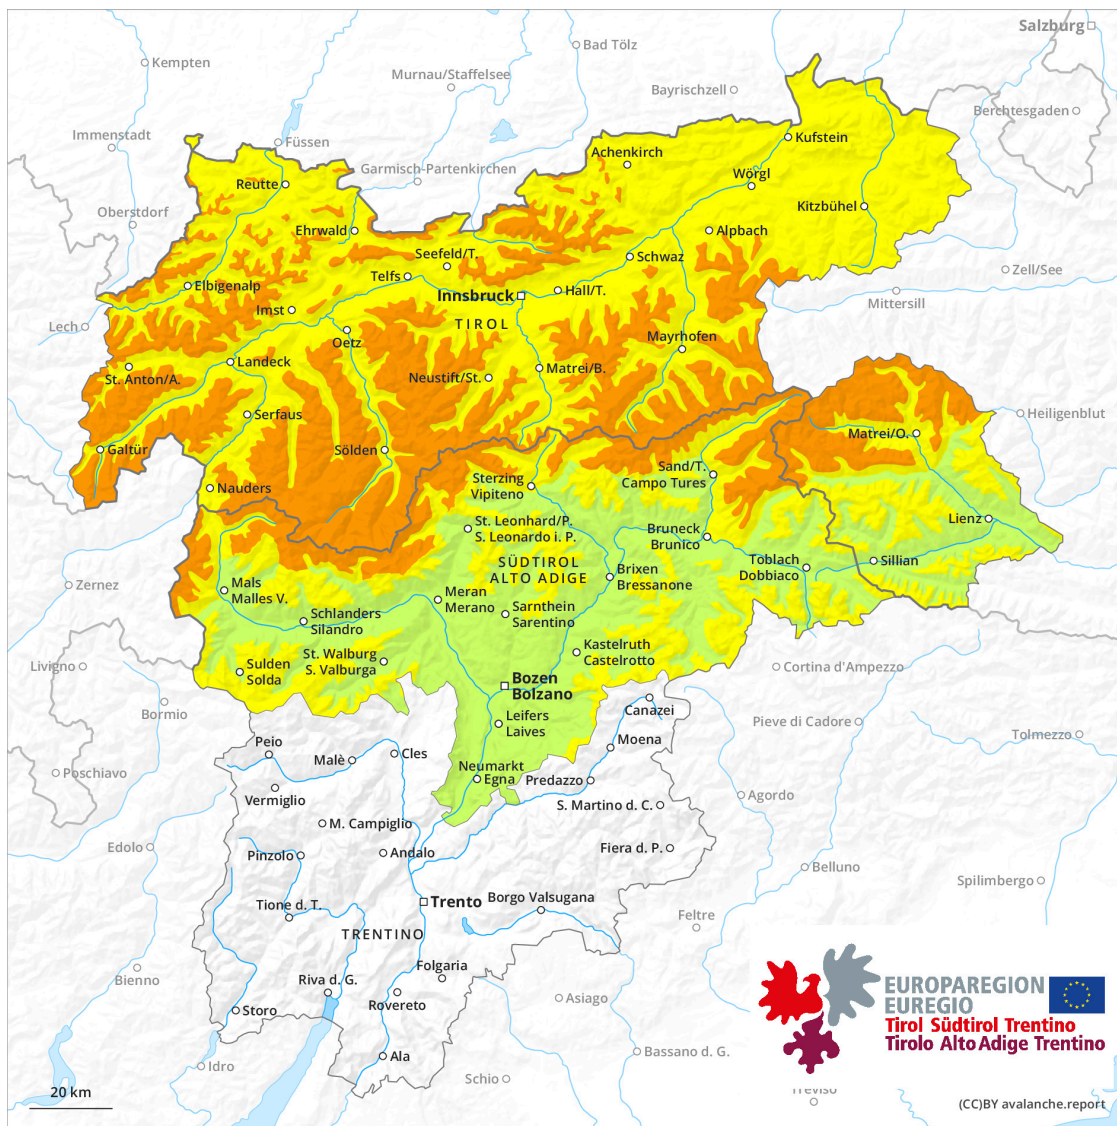 Salzburg
Bad Tölz
Kempten
Murnau/Staffelsee
Bayrischzell
Berchtesgaden
Immenstadt
Füssen
Kufstein
Achenkirch
Garmisch-Partenkirchen
Wörgl
Reutte
Kitzbühel
Oberstdorf
Ehrwald
Alpbach
Seefeld/T.
Schwaz
Telfs
Zell/See
Elbigenalp
Innsbruck
Hall/T.
Mittersill
Imst
TIROL
Lech
Oetz
Mayrhofen
Landeck
Matrei/B.
St. Anton/A.
Neustift/St.
Serfaus
Heiligenblut
Matrei/O.
Galtür
Sölden
Sand/T.
Campo Tures
Sterzing
Vipiteno
Nauders
St. Leonhard/P.
S. Leonardo i. P.
Lienz
Bruneck
Brunico
SÜDTIROL
ALTO ADIGE
Toblach
Dobbiaco
Sillian
Zernez
Mals
Malles V.
Brixen
Bressanone
Meran
Merano
Schlanders
Silandro
Sarnthein
Sarentino
Kastelruth
Castelrotto
St. Walburg
S. Valburga
Livigno
Sulden
Solda
Cortina d'Ampezzo
Bozen
Bolzano
Bormio
Canazei
Leifers
Laives
Pieve di Cadore
Tolmezzo
Peio
Moena
Cles
Malè
Poschiavo
Neumarkt
Egna
Predazzo
Vermiglio
Agordo
S. Martino d. C.
M. Campiglio
Edolo
Pinzolo
Andalo
Fiera d. P.
Belluno
Spilimbergo
Trento
Borgo Valsugana
Tione d. T.
Feltre
TRENTINO
Folgaria
Bienno
Riva d. G.
Rovereto
Asiago
Storo
EUROPAREGION
EUREGIO
Tirol Südtirol Trentino
Tirolo Alto Adige Trentino
Ala
Bassano d. G.
Idro
Schio
Treviso
20 km
(CC)BY avalanche.report